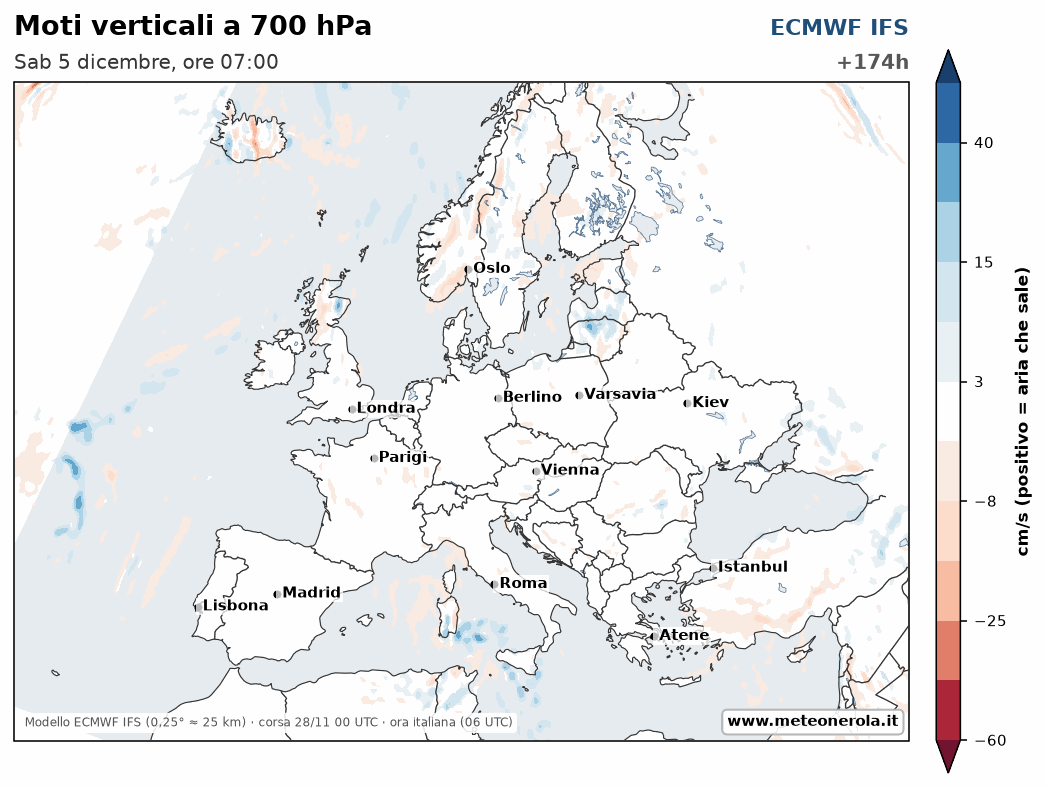 Moti verticali a 700 hPa
ECMWF IFS
Sab 5 dicembre, ore 07:00
+174h
40
15
3
−8
−25
−60
cm/s (positivo = aria che sale)
Oslo
Berlino
Varsavia
Kiev
Londra
Parigi
Vienna
Istanbul
Roma
Madrid
Lisbona
Atene
Modello ECMWF IFS (0,25° ≈ 25 km) · corsa 28/11 00 UTC · ora italiana (06 UTC)
www.meteonerola.it